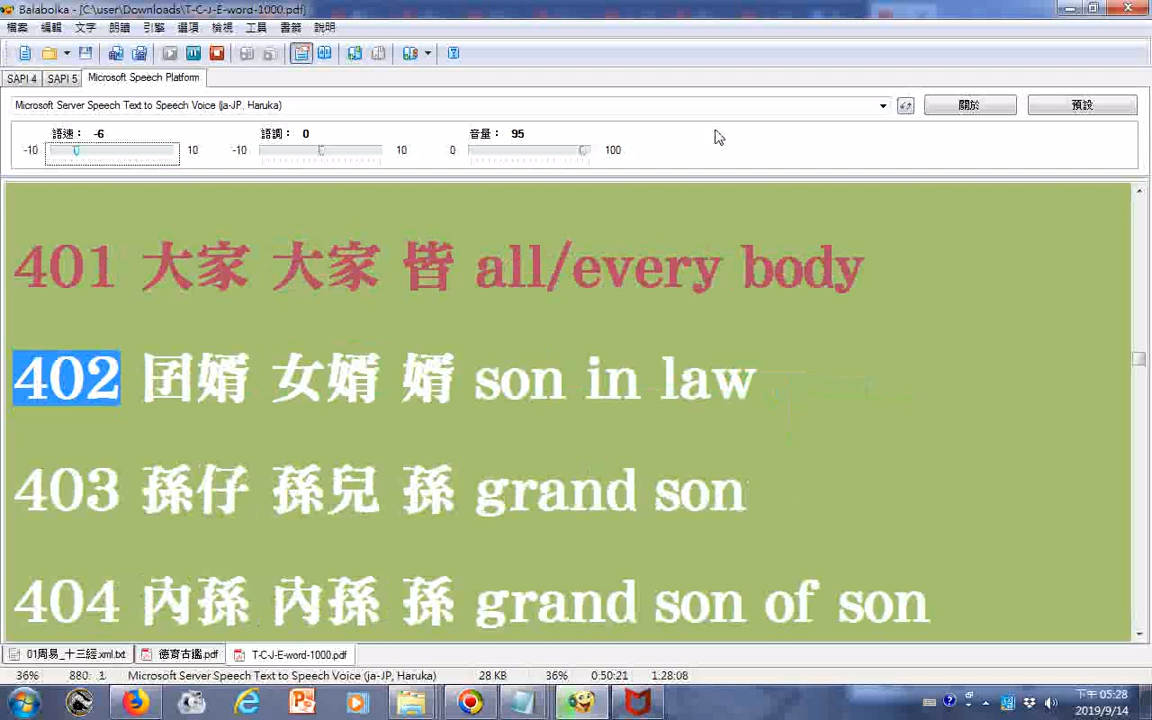 Balabolka - [C:\user\Downloads\T-C-J-E-word-1000.pdf]
檔案 編輯 文字 朗讀 引擎 選項 檢視 工具 書籤 說明
SAPI 4 SAPI 5 Microsoft Speech Platform
Microsoft Server Speech Text to Speech Voice (ja-JP, Haruka) 關於 預設
語速： -6 語調： 0 音量： 95
-10 10 -10 10 0 100
401 大家 大家 皆 all/every body
402 囝婿 女婿 婿 son in law
403 孫仔 孫兒 孫 grand son
404 內孫 內孫 孫 grand son of son
01周易_十三經.xml.txt 德育古鑑.pdf T-C-J-E-word-1000.pdf
36% 880: 1 Microsoft Server Speech Text to Speech Voice (ja-JP, Haruka) 28 KB 36% 0:50:21 1:28:08
下午 05:28
2019/9/14